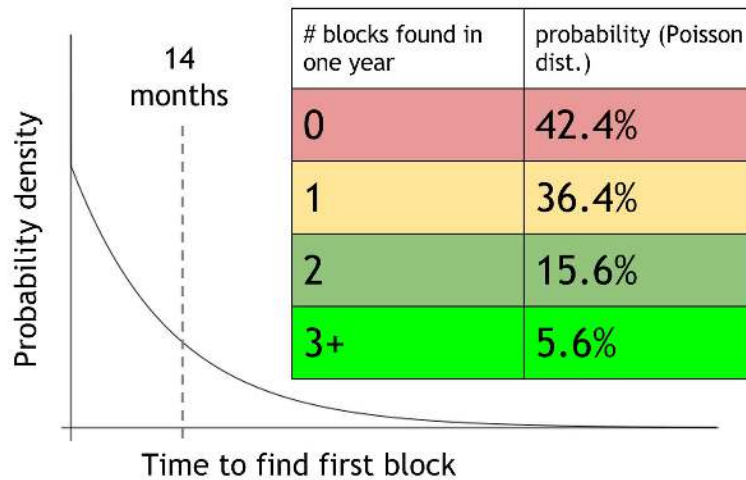 14
months
Probability density
Time to find first block
# blocks found in
one year
probability (Poisson
dist.)
0
42.4%
1
36.4%
2
15.6%
3+
5.6%